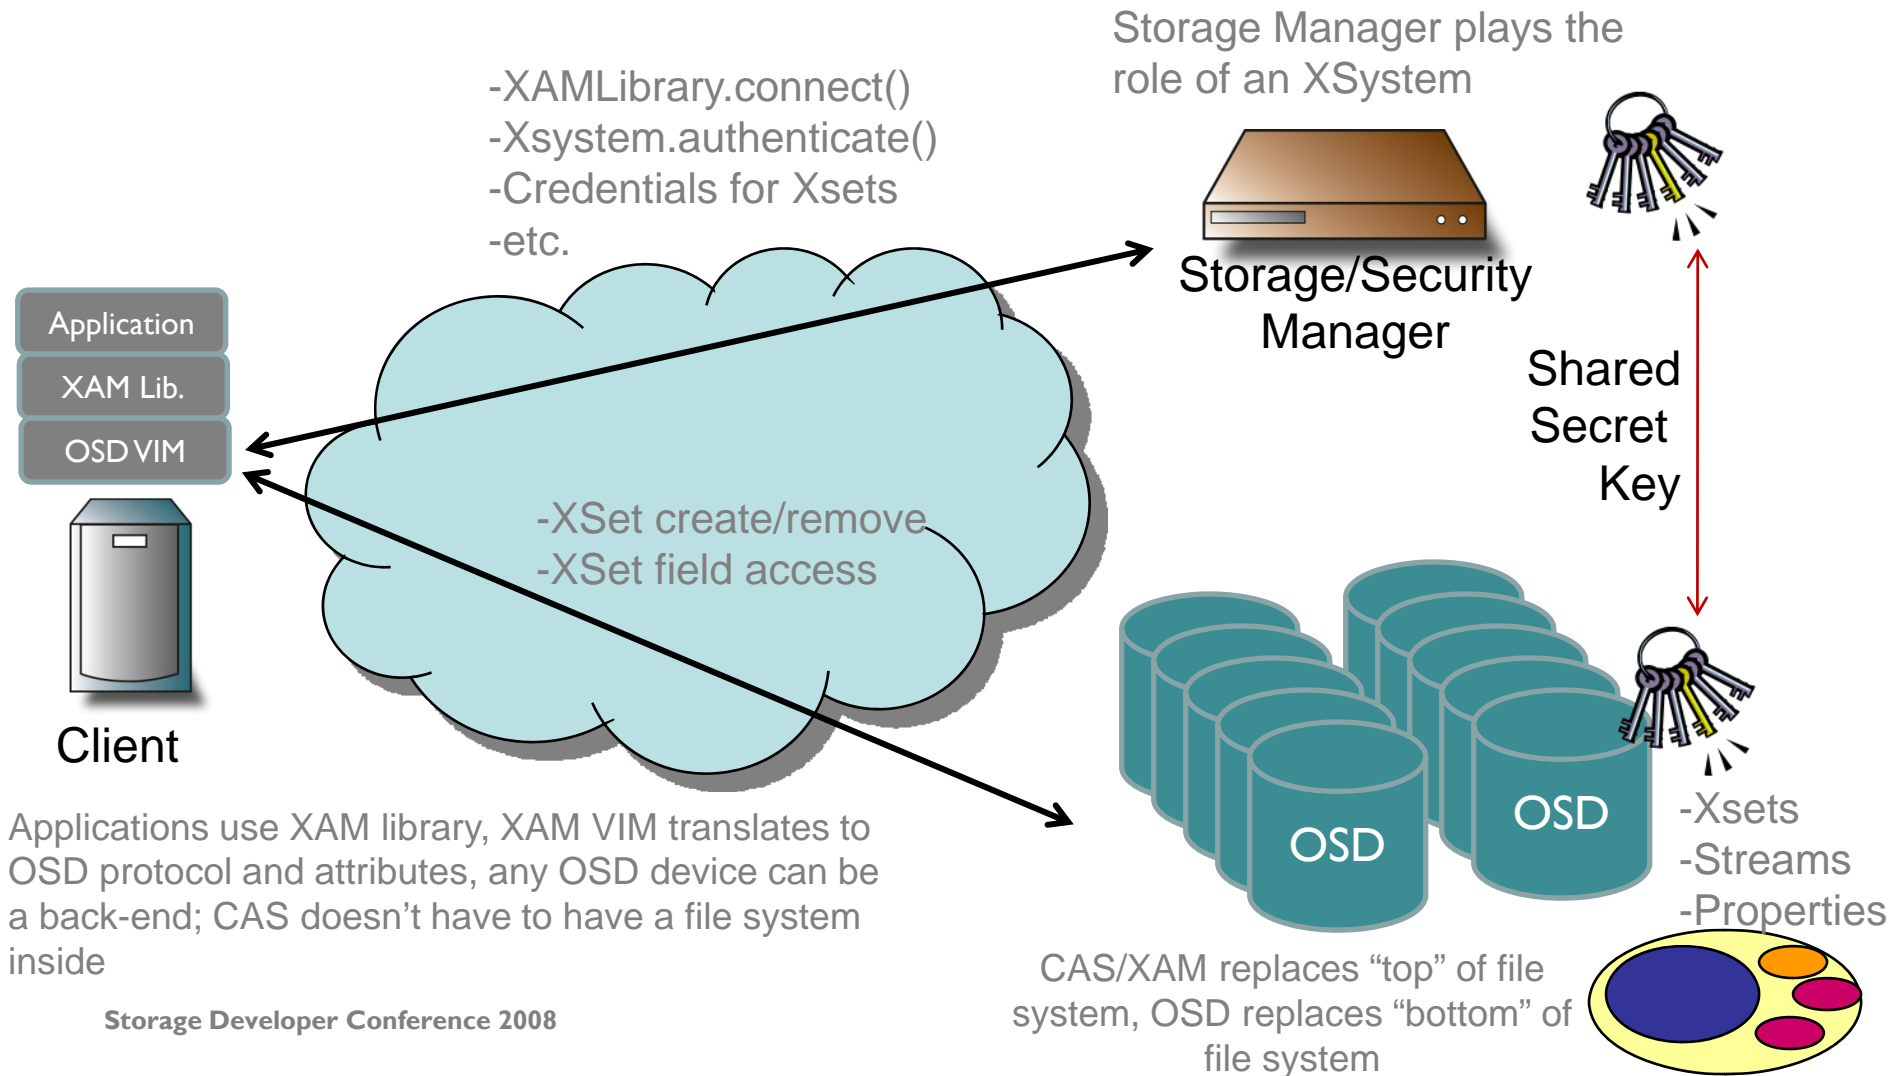 Storage Manager plays the
role of an XSystem
-XAMLibrary.connect()
-Xsystem.authenticate()
-Credentials for Xsets
-etc.
Storage/Security
Manager
Application
XAM Lib.
OSD VIM
Shared
Secret
Key
-XSet create/remove
-XSet field access
Client
OSD
OSD
-Xsets
-Streams
-Properties
Applications use XAM library, XAM VIM translates to
OSD protocol and attributes, any OSD device can be
a back-end; CAS doesn’t have to have a file system
inside
CAS/XAM replaces “top” of file
system, OSD replaces “bottom” of
file system
Storage Developer Conference 2008